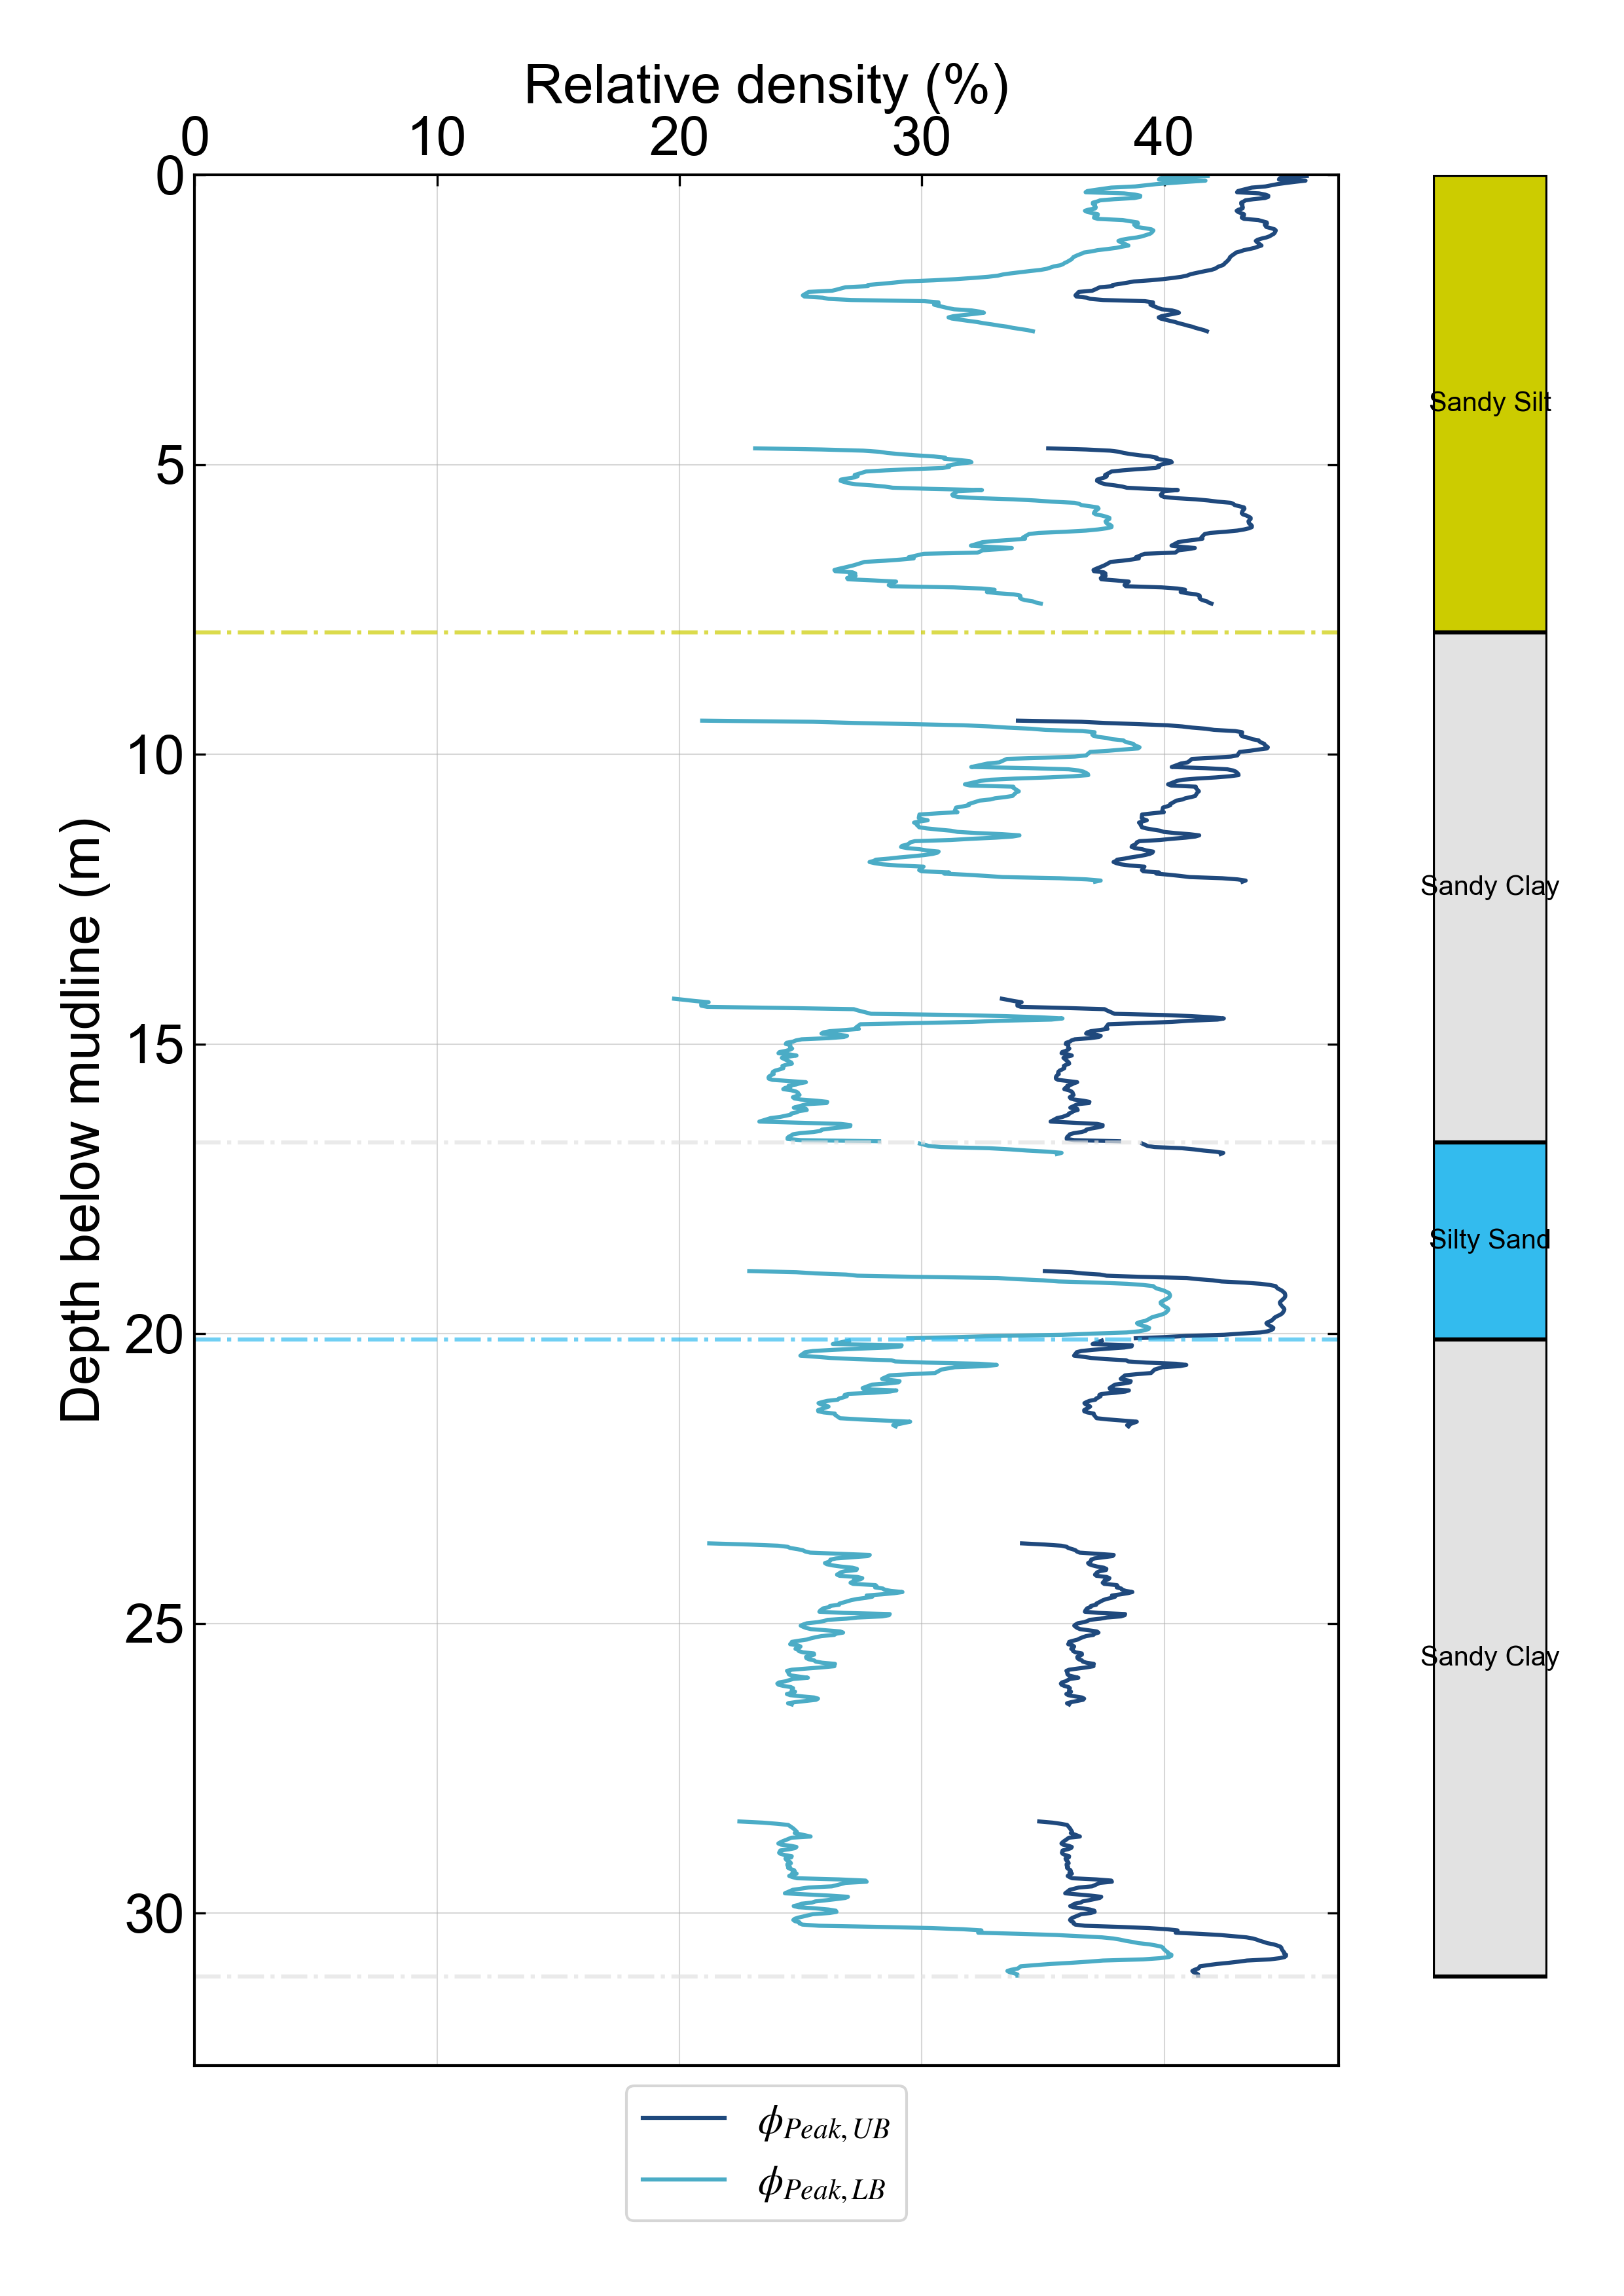 Relative density (%)
0 10 20 30 40
0
5
10
15
20
25
30
Depth below mudline (m)
Sandy Silt
Sandy Clay
Silty Sand
Sandy Clay
ϕPeak, UB
ϕPeak, LB